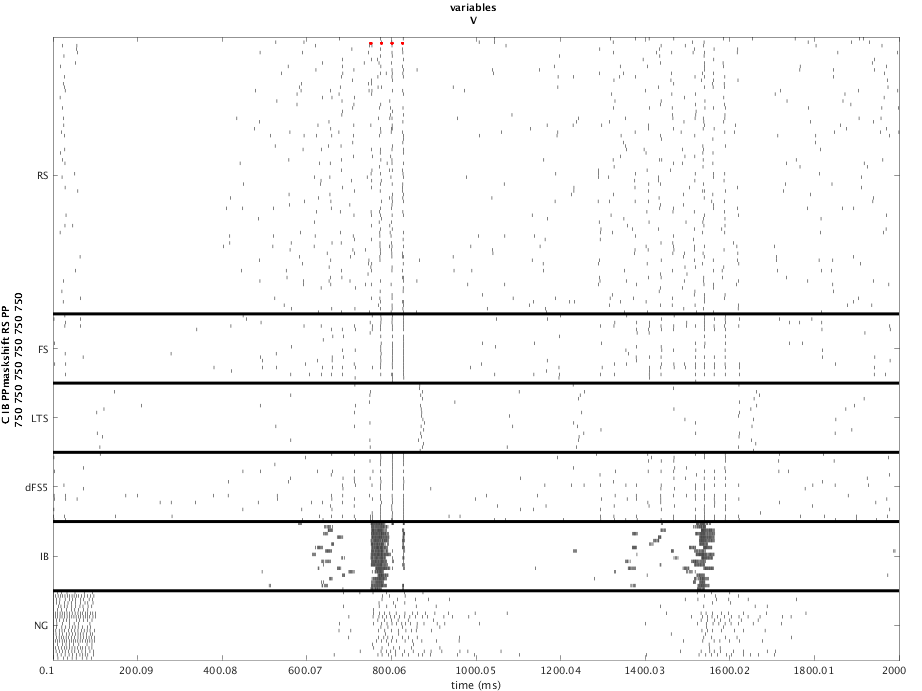 variables
V
C IB PPmaskshift RS PP
750 750 750 750 750 750
RS
FS
LTS
dFS5
IB
NG
0.1 200.09 400.08 600.07 800.06 1000.05 1200.04 1400.03 1600.02 1800.01 2000
time (ms)